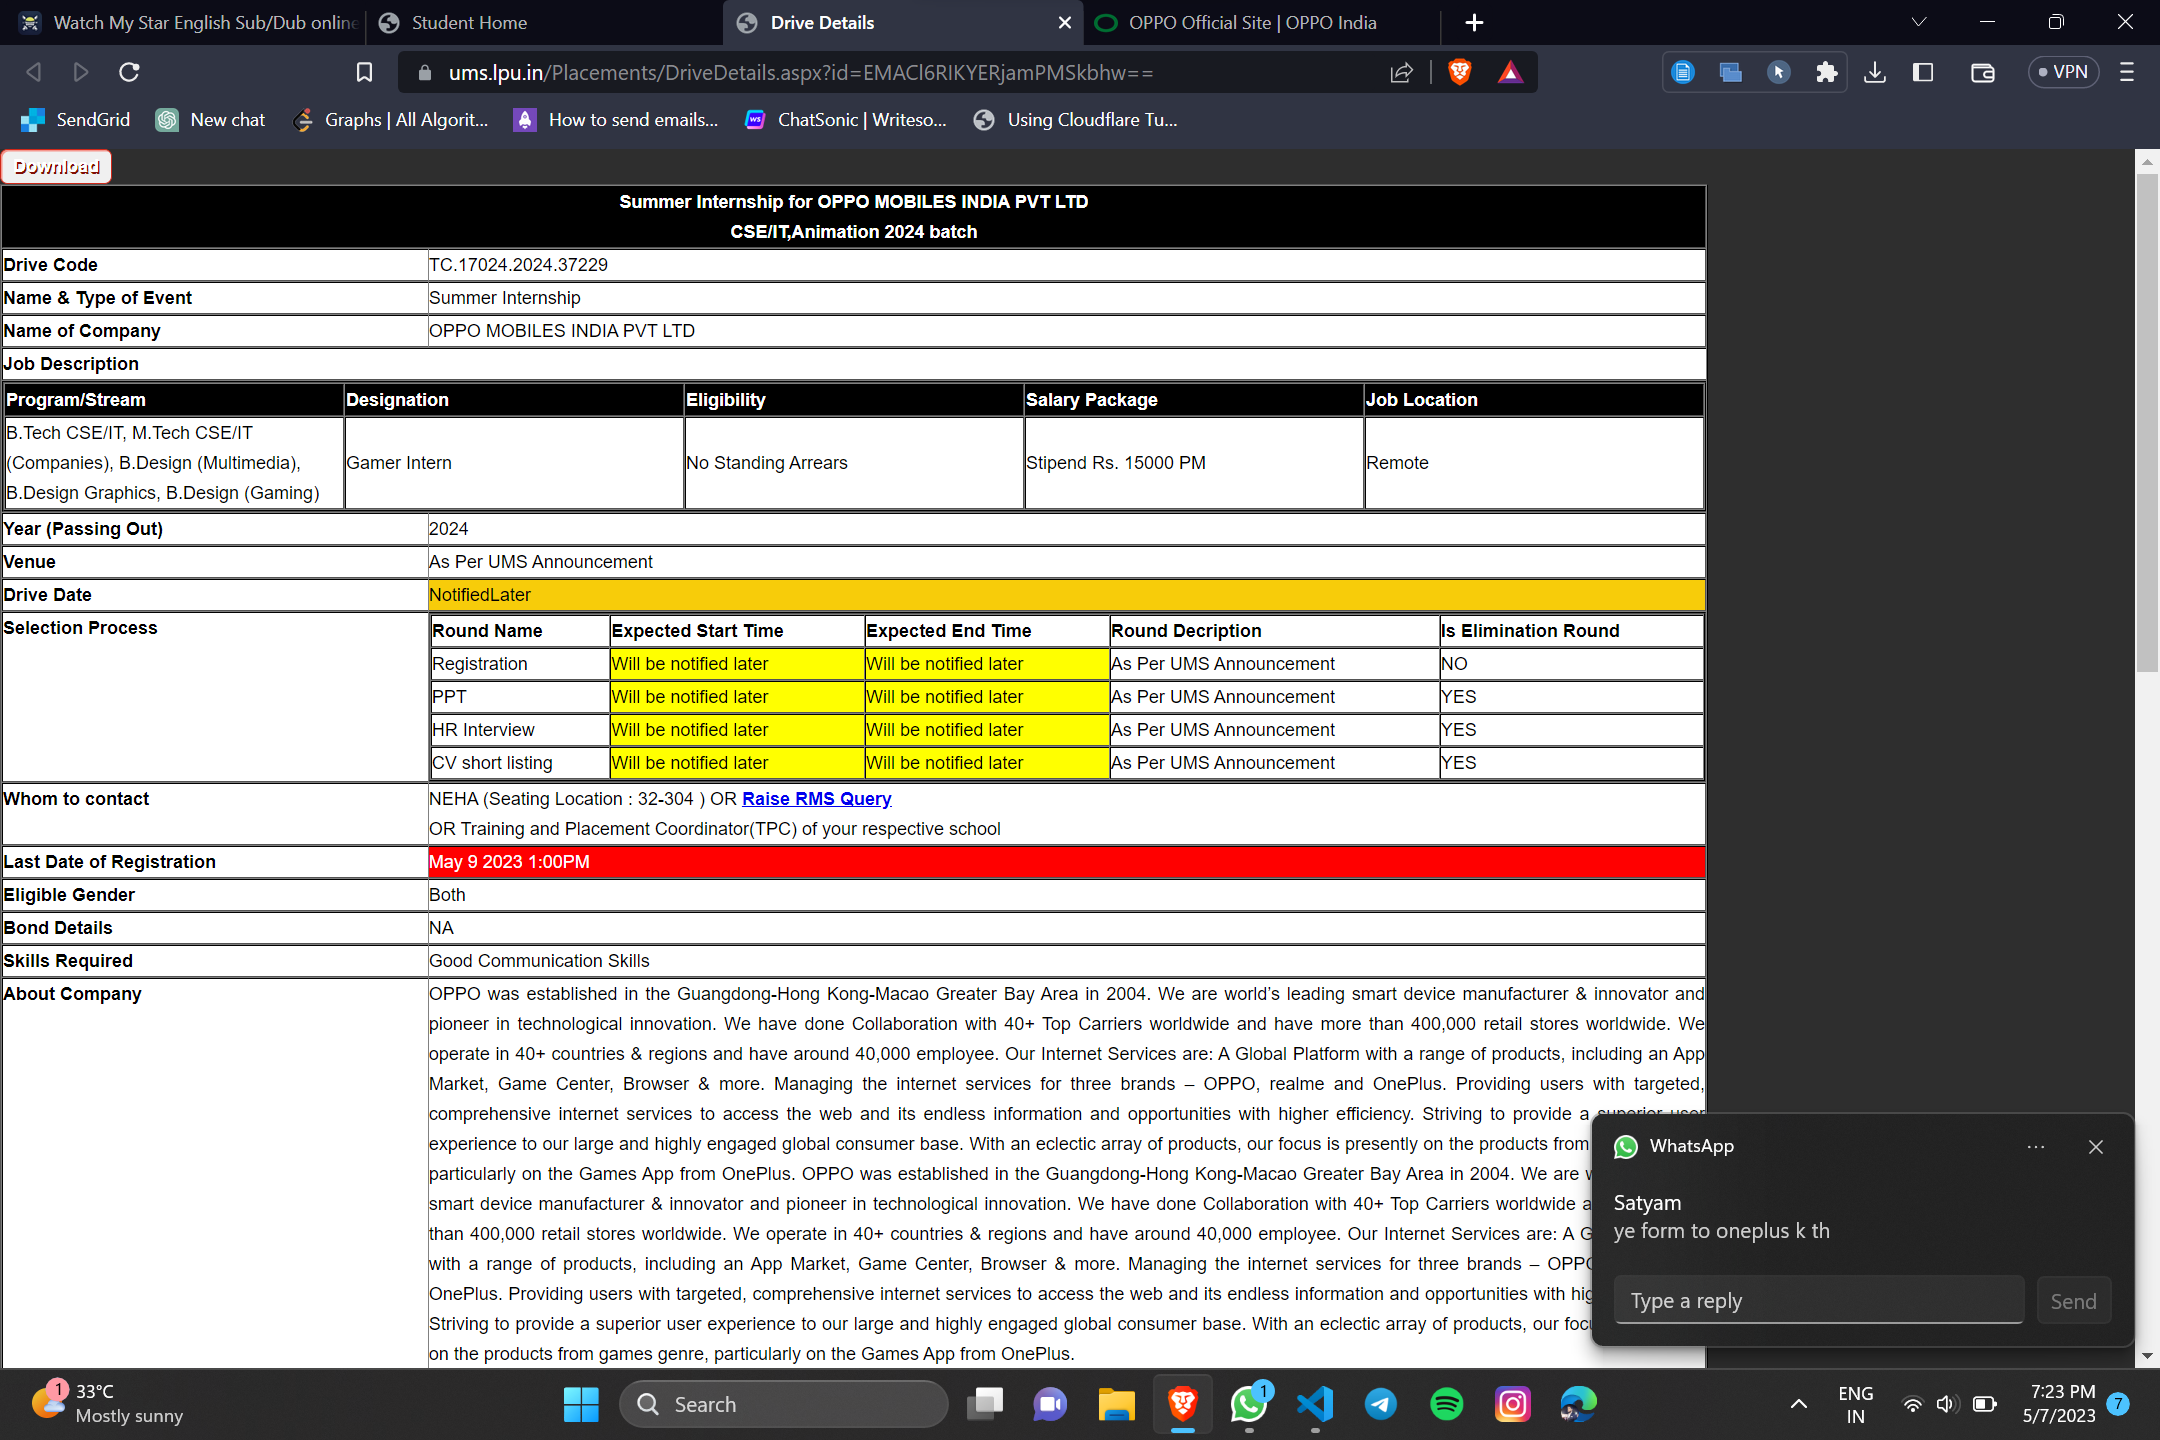 Watch My Star English Sub/Dub online
Student Home
Drive Details
OPPO Official Site | OPPO India
ums.lpu.in/Placements/DriveDetails.aspx?id=EMACl6RIKYERjamPMSkbhw==
VPN
SendGrid
New chat
Graphs | All Algorit...
How to send emails...
ChatSonic | Writeso...
Using Cloudflare Tu...
Download
Summer Internship for OPPO MOBILES INDIA PVT LTD
CSE/IT,Animation 2024 batch
Drive Code TC.17024.2024.37229
Name & Type of Event Summer Internship
Name of Company OPPO MOBILES INDIA PVT LTD
Job Description
Program/Stream Designation Eligibility Salary Package Job Location
B.Tech CSE/IT, M.Tech CSE/IT
(Companies), B.Design (Multimedia),
B.Design Graphics, B.Design (Gaming)
Gamer Intern
No Standing Arrears
Stipend Rs. 15000 PM
Remote
Year (Passing Out) 2024
Venue As Per UMS Announcement
Drive Date NotifiedLater
Selection Process
Round Name Expected Start Time Expected End Time Round Decription Is Elimination Round
Registration Will be notified later Will be notified later As Per UMS Announcement NO
PPT Will be notified later Will be notified later As Per UMS Announcement YES
HR Interview Will be notified later Will be notified later As Per UMS Announcement YES
CV short listing Will be notified later Will be notified later As Per UMS Announcement YES
Whom to contact NEHA (Seating Location : 32-304 ) OR Raise RMS Query
OR Training and Placement Coordinator(TPC) of your respective school
Last Date of Registration May 9 2023 1:00PM
Eligible Gender Both
Bond Details NA
Skills Required Good Communication Skills
About Company OPPO was established in the Guangdong-Hong Kong-Macao Greater Bay Area in 2004. We are world's leading smart device manufacturer & innovator and
pioneer in technological innovation. We have done Collaboration with 40+ Top Carriers worldwide and have more than 400,000 retail stores worldwide. We
operate in 40+ countries & regions and have around 40,000 employee. Our Internet Services are: A Global Platform with a range of products, including an App
Market, Game Center, Browser & more. Managing the internet services for three brands – OPPO, realme and OnePlus. Providing users with targeted,
comprehensive internet services to access the web and its endless information and opportunities with higher efficiency. Striving to provide a superior user
experience to our large and highly engaged global consumer base. With an eclectic array of products, our focus is presently on the products from
particularly on the Games App from OnePlus. OPPO was established in the Guangdong-Hong Kong-Macao Greater Bay Area in 2004. We are
smart device manufacturer & innovator and pioneer in technological innovation. We have done Collaboration with 40+ Top Carriers worldwide
than 400,000 retail stores worldwide. We operate in 40+ countries & regions and have around 40,000 employee. Our Internet Services are: A
with a range of products, including an App Market, Game Center, Browser & more. Managing the internet services for three brands –
OnePlus. Providing users with targeted, comprehensive internet services to access the web and its endless information and opportunities with
Striving to provide a superior user experience to our large and highly engaged global consumer base. With an eclectic array of products, our
on the products from games genre, particularly on the Games App from OnePlus.
WhatsApp
Satyam
ye form to oneplus k th
Type a reply
Send
1
33°C
Mostly sunny
Search
1
ENG
IN
7:23 PM
5/7/2023
7